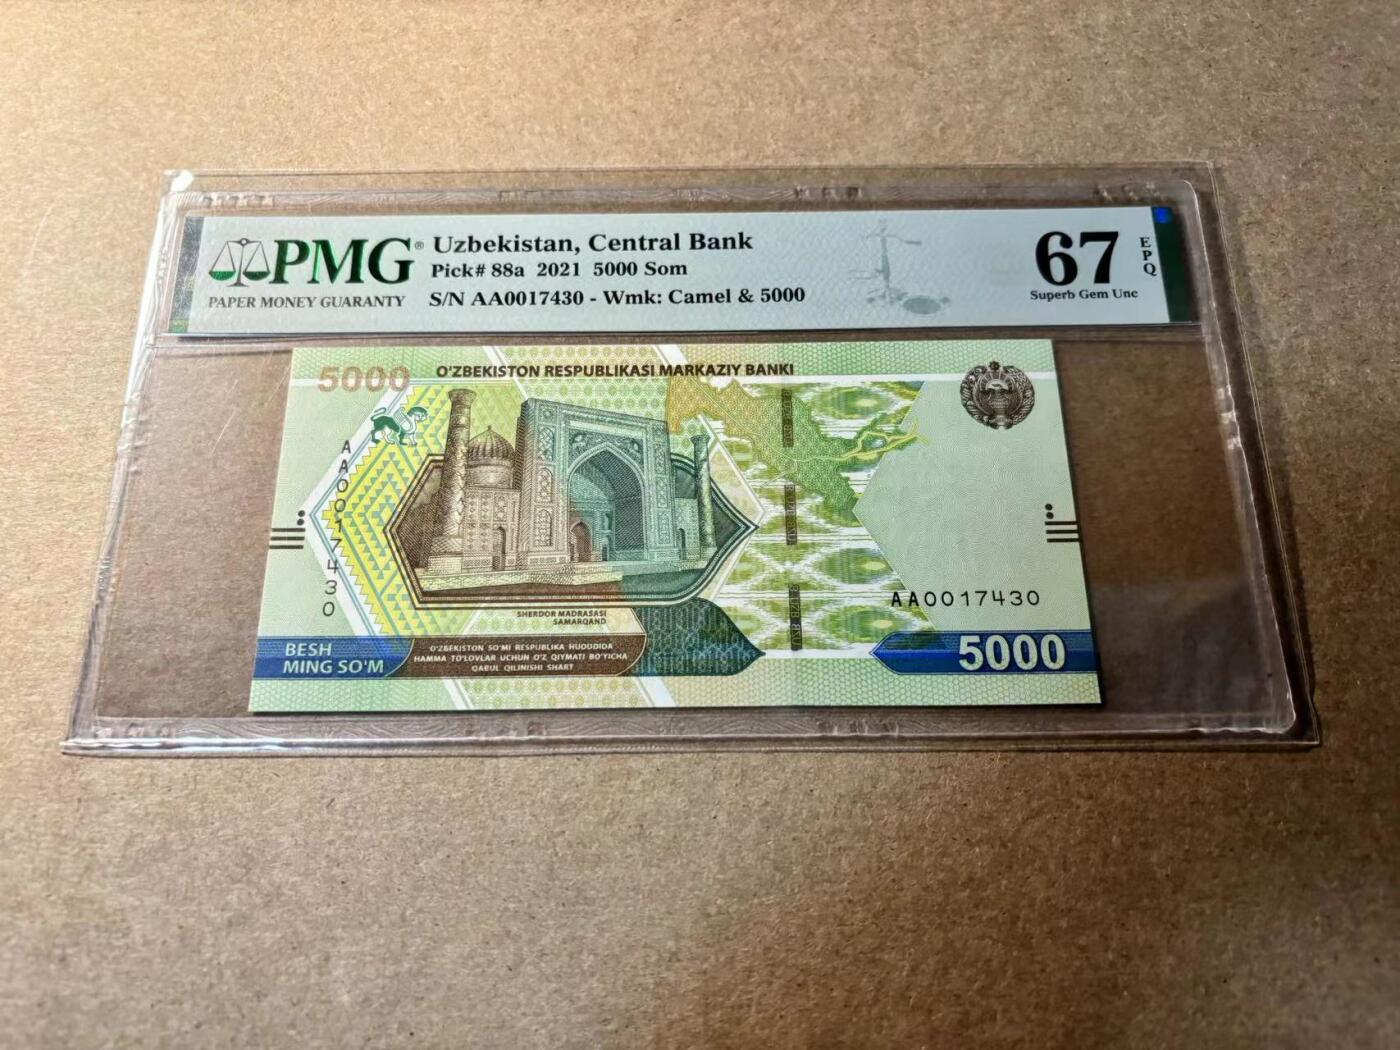 PMG®
PAPER MONEY GUARANTY
Uzbekistan, Central Bank
Pick# 88a 2021 5000 Som
S/N AA0017430 - Wmk: Camel & 5000
67
EPQ
Superb Gem Unc
5000
O'ZBEKISTON RESPUBLIKASI MARKAZIY BANKI
AA0017430
AA0017430
SHERDOR MADRASASI
SAMARQAND
BESH
MING SO'M
O'ZBEKISTON SO'MI RESPUBLIKA HUDUDIDA
HAMMA TO'LOVLAR UCHUN O'Z QIYMATI BO'YICHA
QABUL QILINISHI SHART
5000